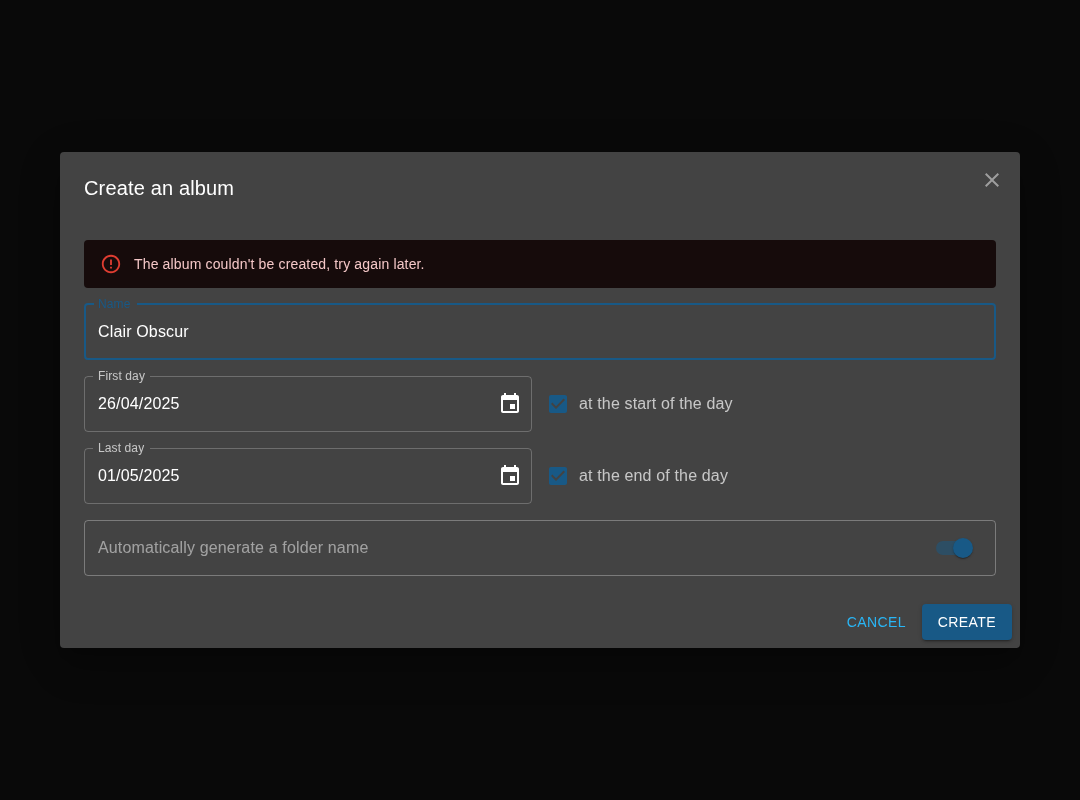 Create an album
The album couldn't be created, try again later.
Name
Clair Obscur
First day
26/04/2025
at the start of the day
Last day
01/05/2025
at the end of the day
Automatically generate a folder name
CANCEL
CREATE